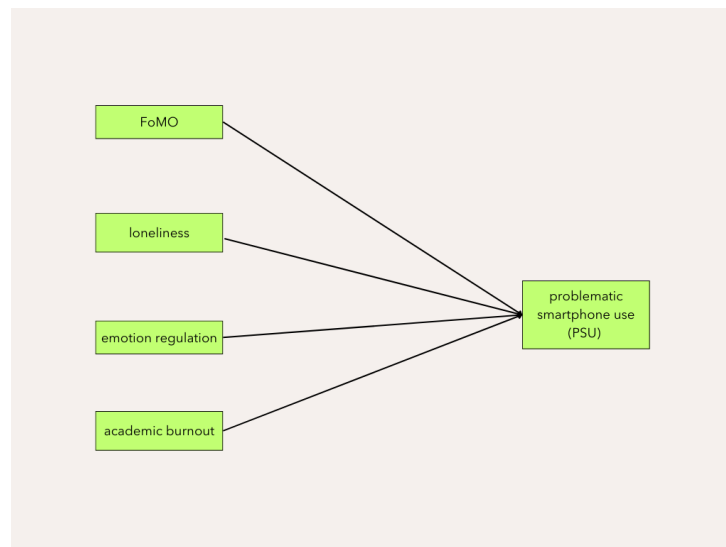 FoMO
loneliness
emotion regulation
academic burnout
problematic
smartphone use
(PSU)